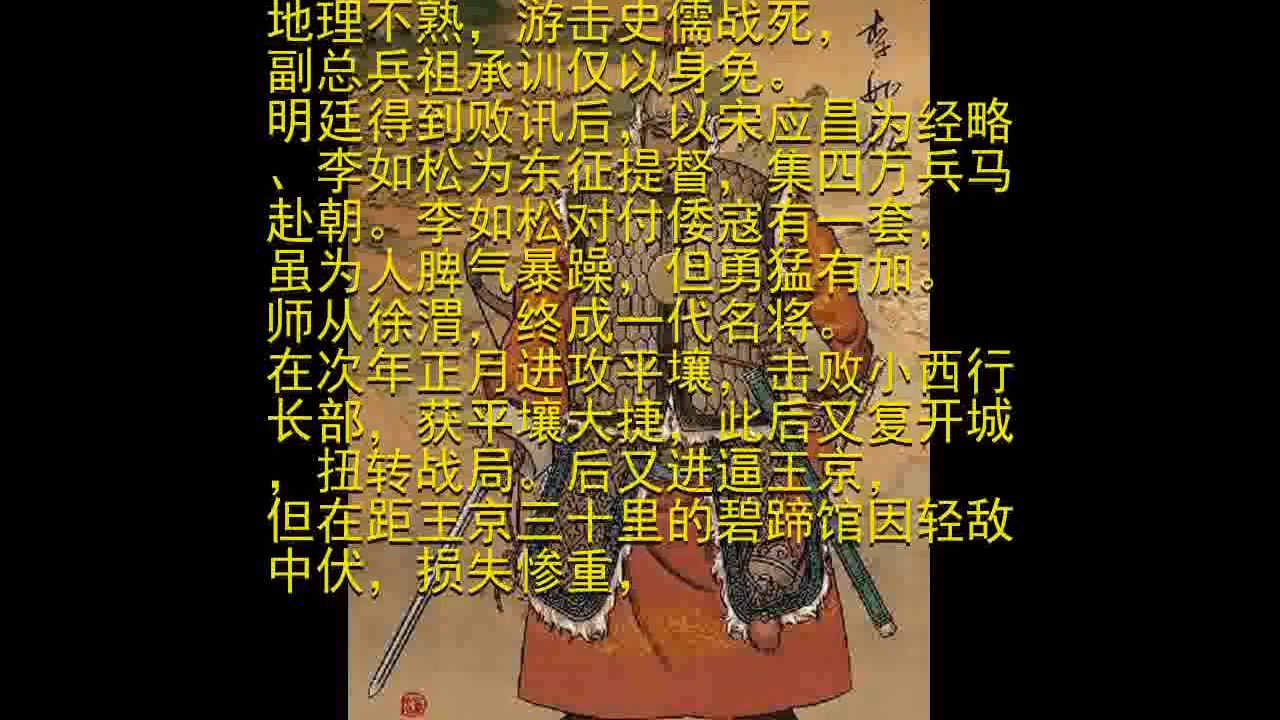 地理不熟，游击史儒战死，
副总兵祖承训仅以身免。
明廷得到败讯后，以宋应昌为经略
、李如松为东征提督，集四方兵马
赴朝。李如松对付倭寇有一套，
虽为人脾气暴躁，但勇猛有加。
师从徐渭，终成一代名将。
在次年正月进攻平壤，击败小西行
长部，获平壤大捷，此后又复开城
，扭转战局。后又进逼王京，
但在距王京三十里的碧蹄馆因轻敌
中伏，损失惨重，
李如